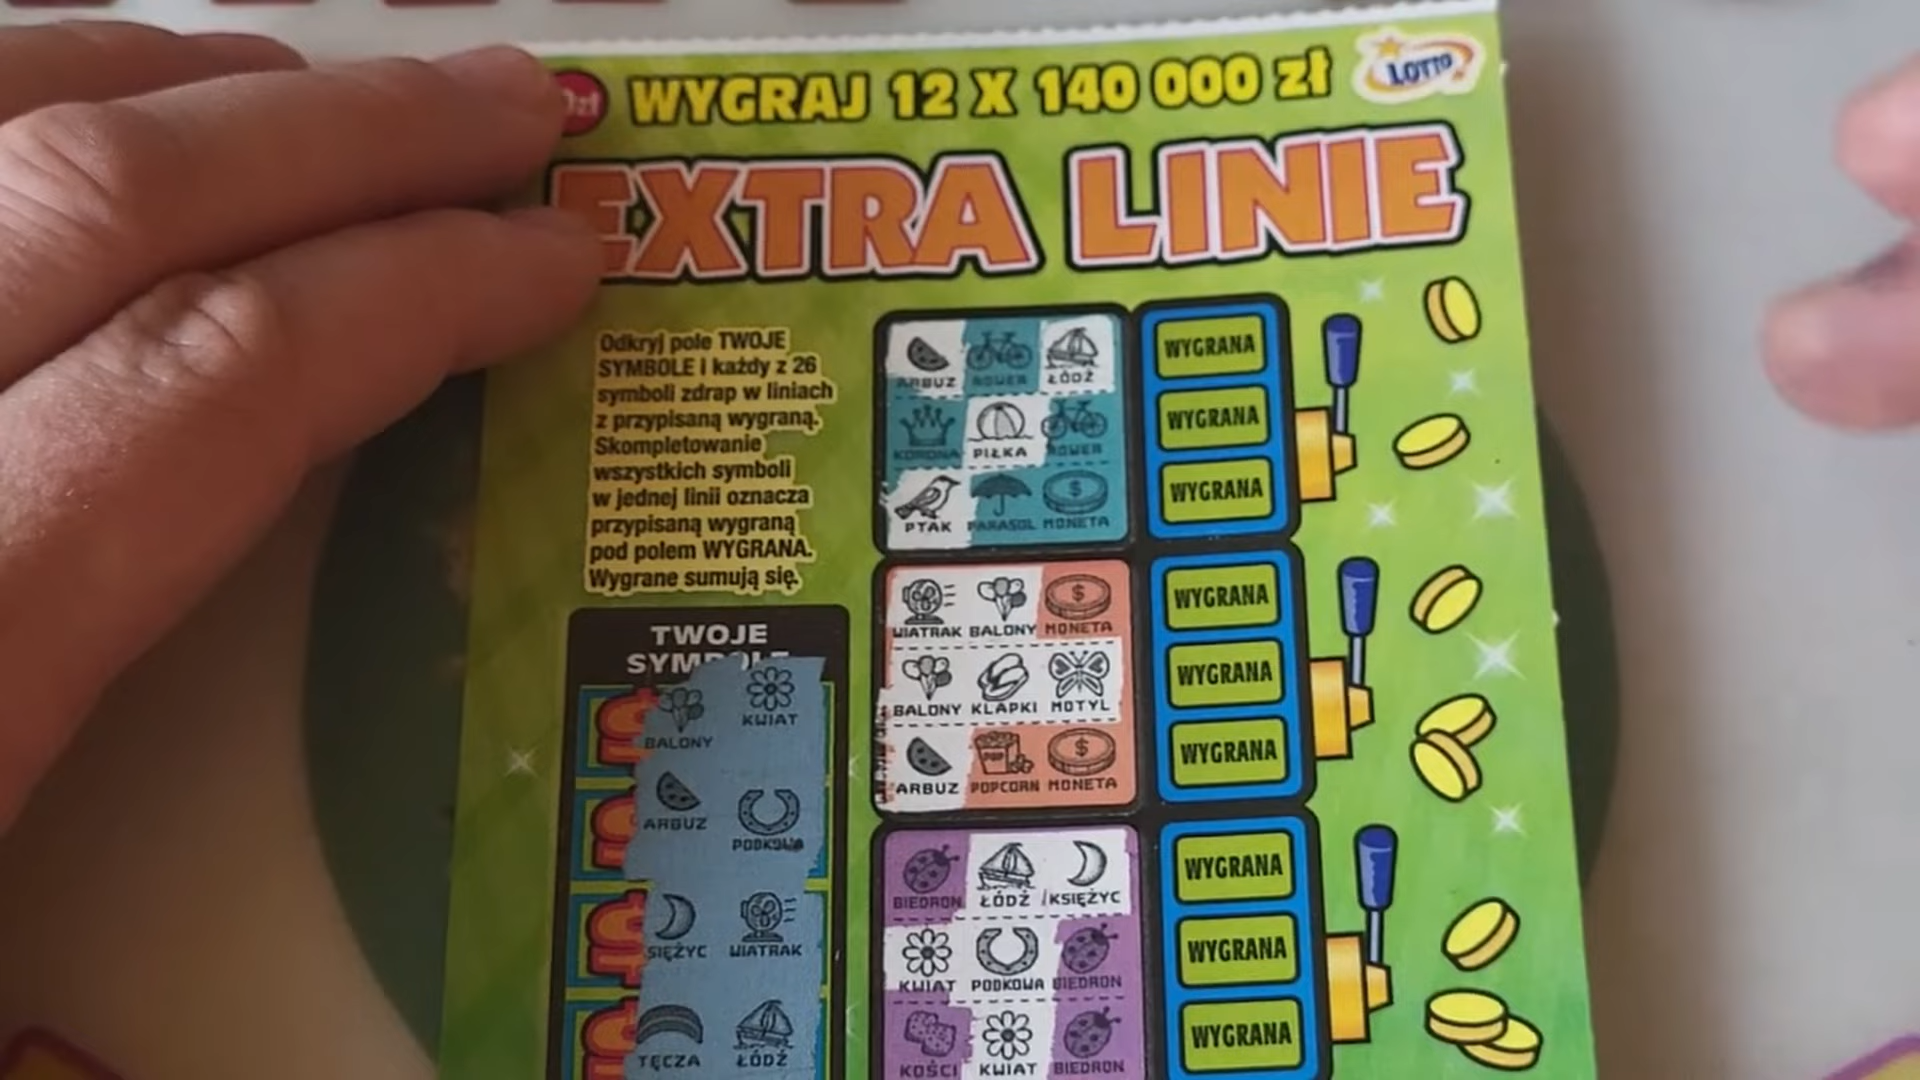 WYGRAJ 12 X 140 000 zł
LOTTO
EXTRA LINIE
Odkryj pole TWOJE
SYMBOLE i każdy z 26
symboli zdrap w liniach
z przypisaną wygraną.
Skompletowanie
wszystkich symboli
w jednej linii oznacza
przypisaną wygraną
pod polem WYGRANA.
Wygrane sumują się.
TWOJE
SYMBOLE
BALONY KWIAT
ARBUZ PODKOWA
KSIĘŻYC WIATRAK
TĘCZA ŁÓDŹ
ARBUZ ROWER ŁÓDŹ
WYGRANA
KORONA PIŁKA ROWER
WYGRANA
PTAK PARASOL MONETA
WYGRANA
WIATRAK BALONY MONETA
WYGRANA
BALONY KLAPKI MOTYL
WYGRANA
ARBUZ POPCORN MONETA
WYGRANA
BIEDRON ŁÓDŹ KSIĘŻYC
WYGRANA
KWIAT PODKOWA BIEDRON
WYGRANA
KOŚCI KWIAT BIEDRON
WYGRANA